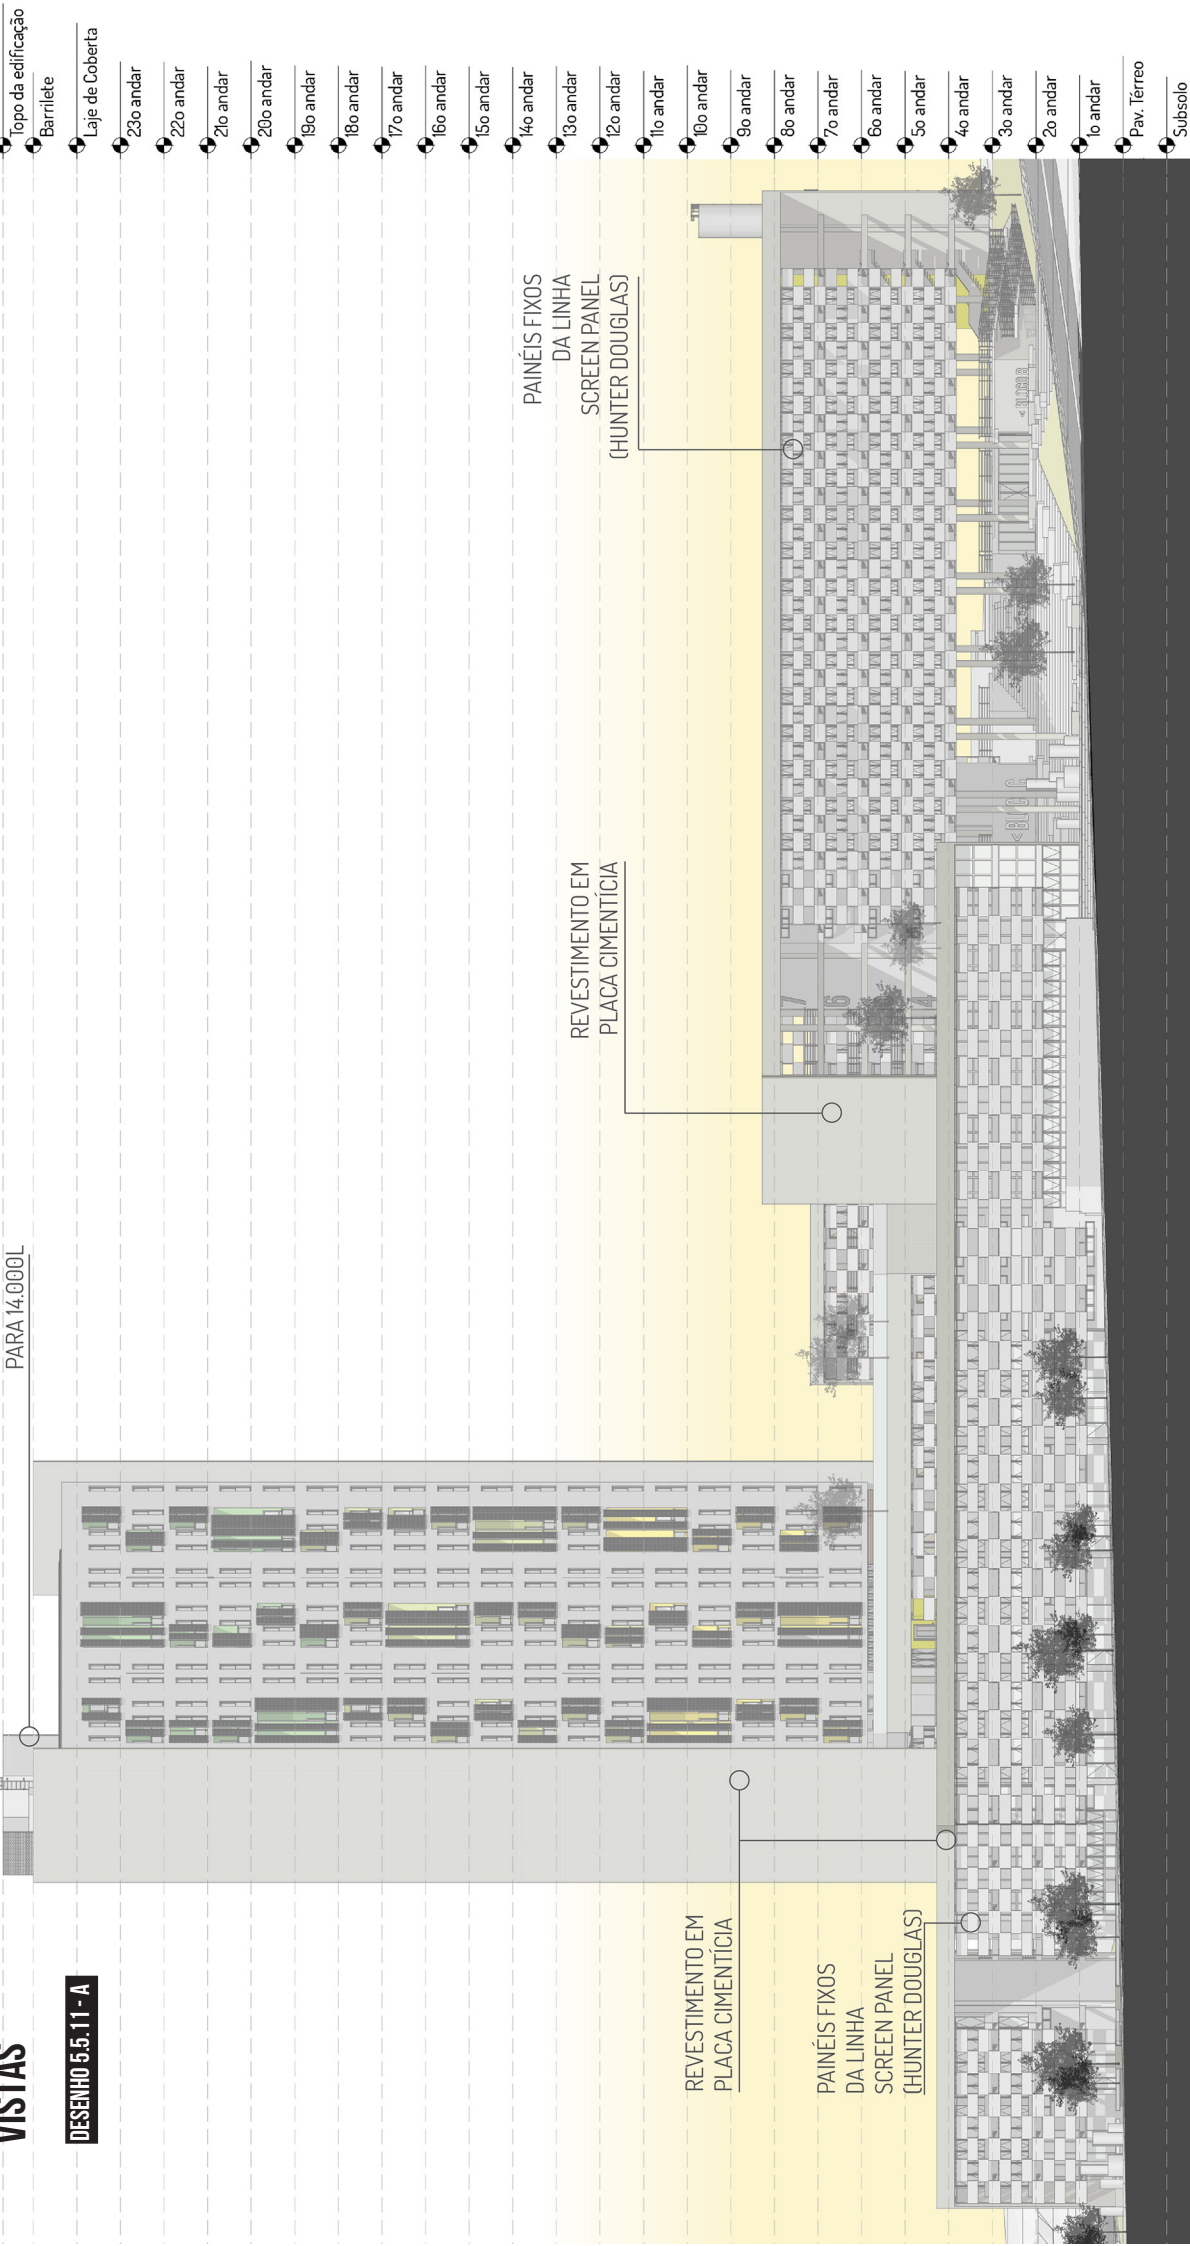 VISTAS
DESENHO 5.5.11 - A
PARA 14.000L
REVESTIMENTO EM
PLACA CIMENTÍCIA
PAINÉIS FIXOS
DA LINHA
SCREEN PANEL
(HUNTER DOUGLAS)
REVESTIMENTO EM
PLACA CIMENTÍCIA
PAINÉIS FIXOS
DA LINHA
SCREEN PANEL
(HUNTER DOUGLAS)
7
6
4
< BLOCO B
Topo da edificação
Barrilete
Laje de Coberta
23o andar
22o andar
21o andar
20o andar
19o andar
18o andar
17o andar
16o andar
15o andar
14o andar
13o andar
12o andar
11o andar
10o andar
9o andar
8o andar
7o andar
6o andar
5o andar
4o andar
3o andar
2o andar
1o andar
Pav. Térreo
Subsolo